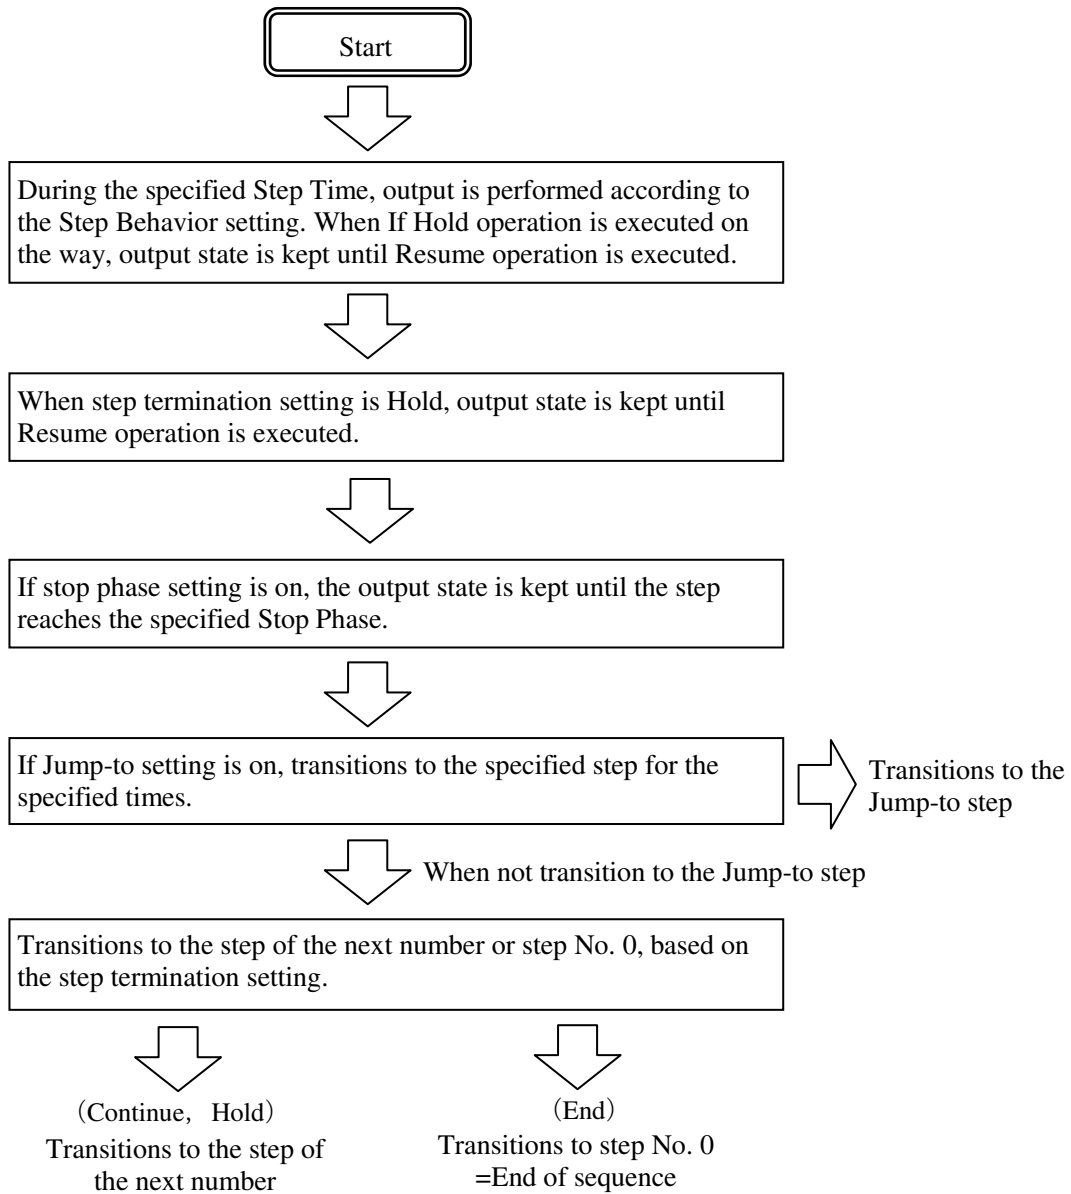 Start
During the specified Step Time, output is performed according to
the Step Behavior setting. When If Hold operation is executed on
the way, output state is kept until Resume operation is executed.
When step termination setting is Hold, output state is kept until
Resume operation is executed.
If stop phase setting is on, the output state is kept until the step
reaches the specified Stop Phase.
If Jump-to setting is on, transitions to the specified step for the
specified times.
Transitions to the
Jump-to step
When not transition to the Jump-to step
Transitions to the step of the next number or step No. 0, based on
the step termination setting.
（Continue, Hold）
Transitions to the step of
the next number
（End）
Transitions to step No. 0
=End of sequence